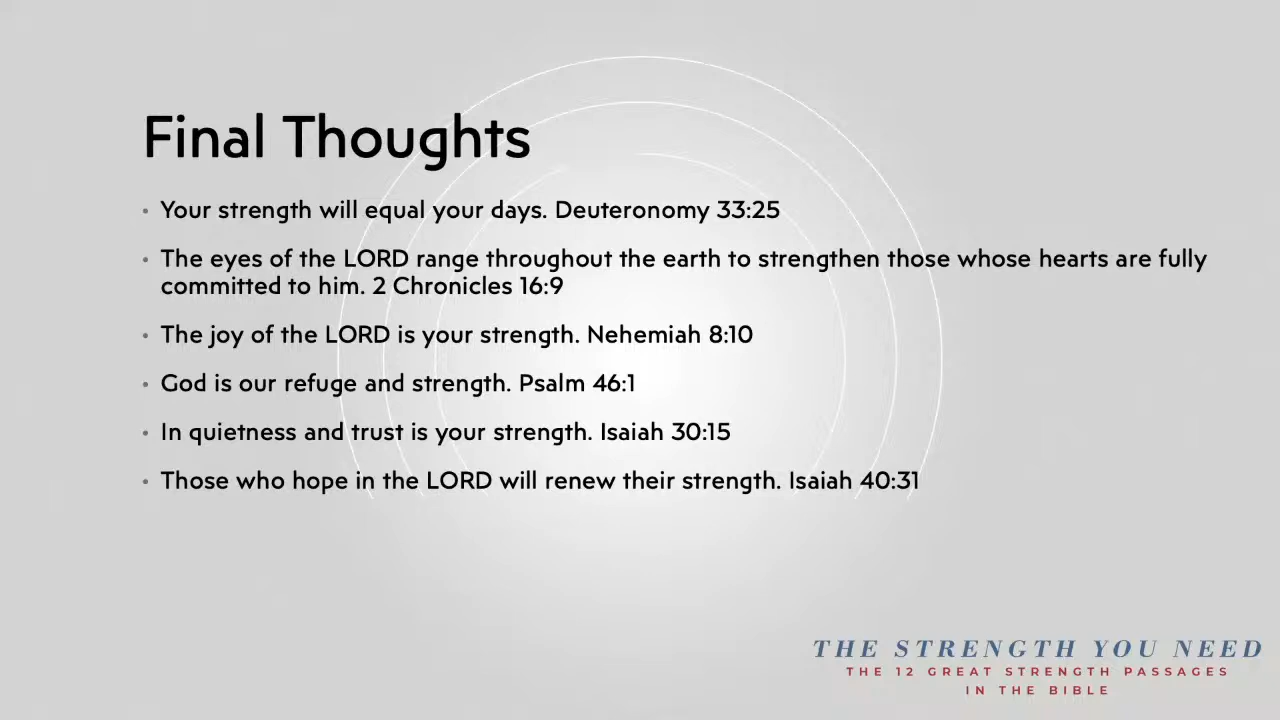 Final Thoughts
• Your strength will equal your days. Deuteronomy 33:25
• The eyes of the LORD range throughout the earth to strengthen those whose hearts are fully
committed to him. 2 Chronicles 16:9
• The joy of the LORD is your strength. Nehemiah 8:10
• God is our refuge and strength. Psalm 46:1
• In quietness and trust is your strength. Isaiah 30:15
• Those who hope in the LORD will renew their strength. Isaiah 40:31
THE STRENGTH YOU NEED
THE 12 GREAT STRENGTH PASSAGES
IN THE BIBLE